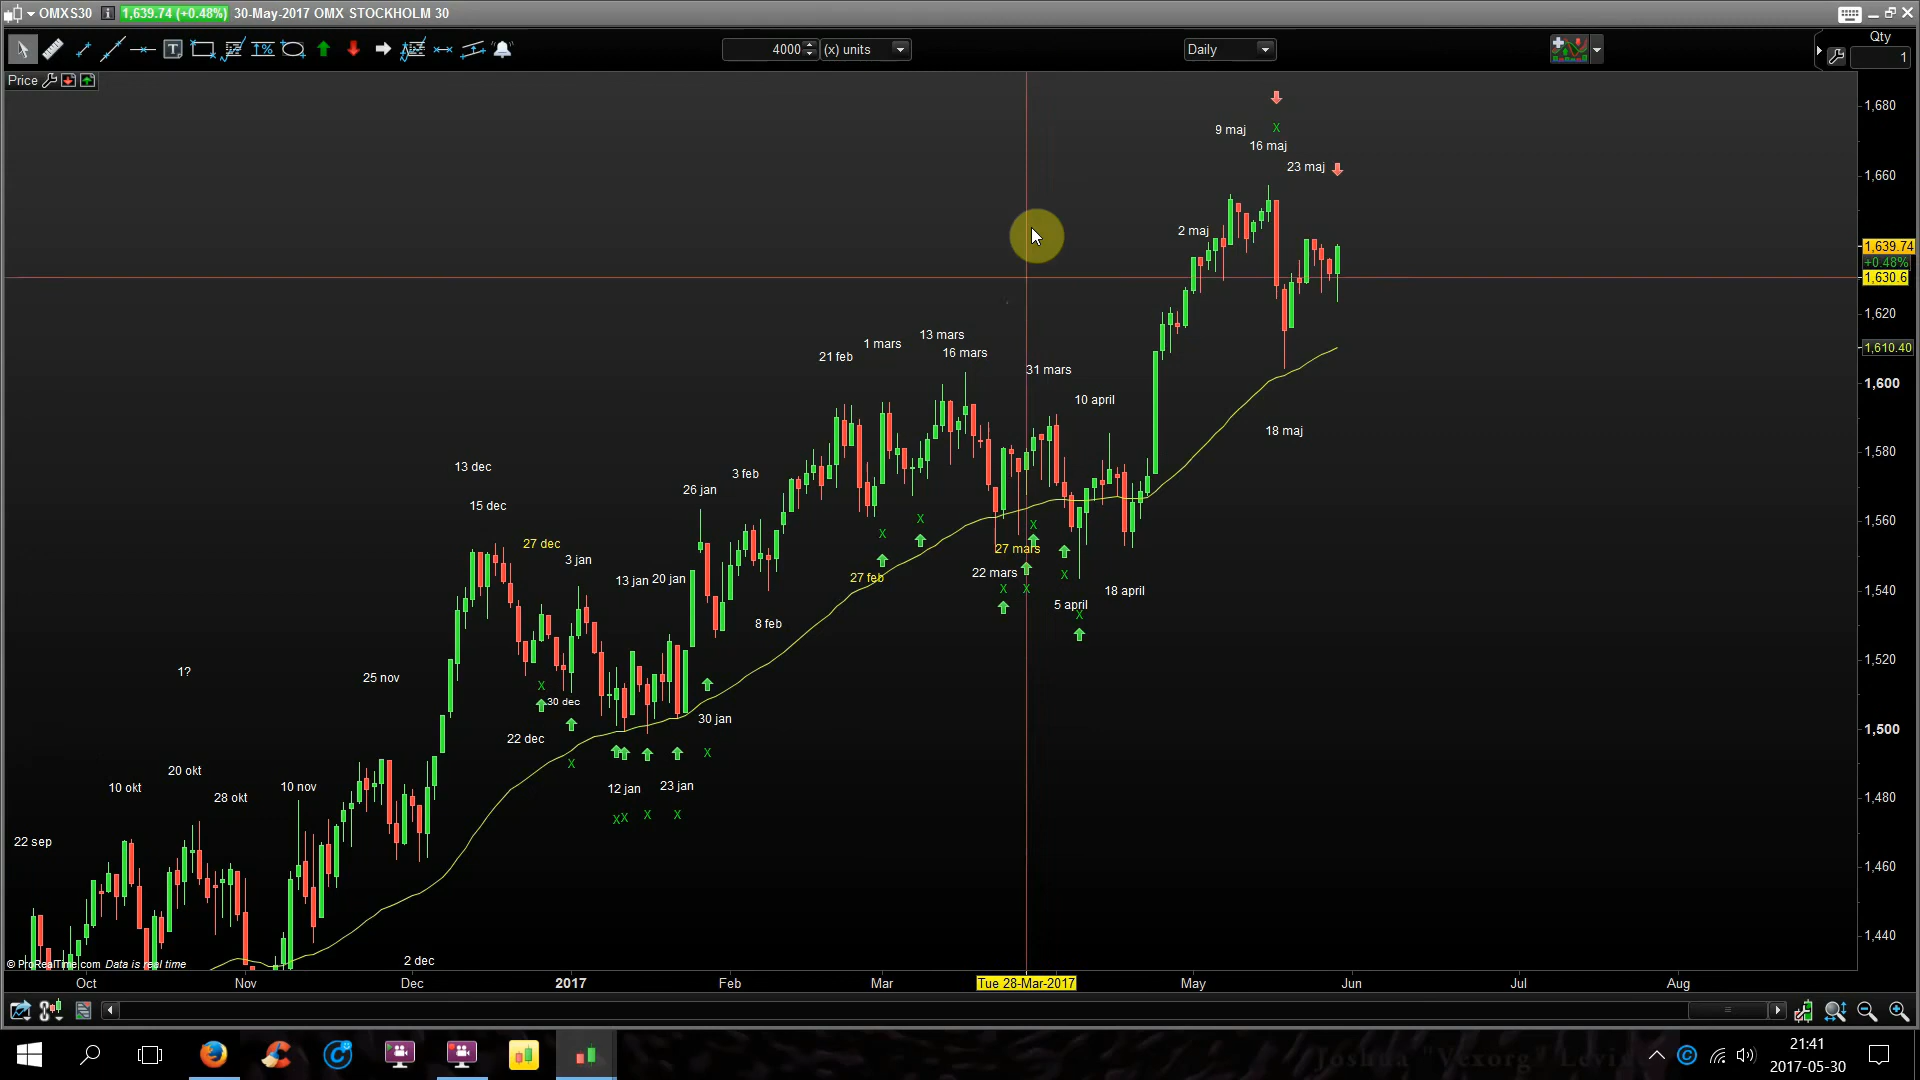 OMXS30 1,639.74 (+0.48%) 30-May-2017 OMX STOCKHOLM 30
4000 (x) units Daily Qty
1
Price
1,680
9 maj
16 maj
23 maj
1,660
2 maj
1,639.74
+0.48%
1,630.6
1,620
13 mars
1 mars
16 mars
21 feb
1,610.40
31 mars
1,600
10 april
18 maj
1,580
13 dec
3 feb
26 jan
15 dec
1,560
27 dec
27 mars
3 jan
22 mars
13 jan 20 jan
27 feb
18 april
1,540
5 april
8 feb
1,520
1?
25 nov
30 dec
30 jan
1,500
22 dec
20 okt
10 okt
10 nov
12 jan
23 jan
28 okt
1,480
22 sep
1,460
1,440
2 dec
© ProRealTime.com Data is real time
Oct Nov Dec 2017 Feb Mar Tue 28-Mar-2017 May Jun Jul Aug
Joshua "Vexorg" Levi
21:41
2017-05-30